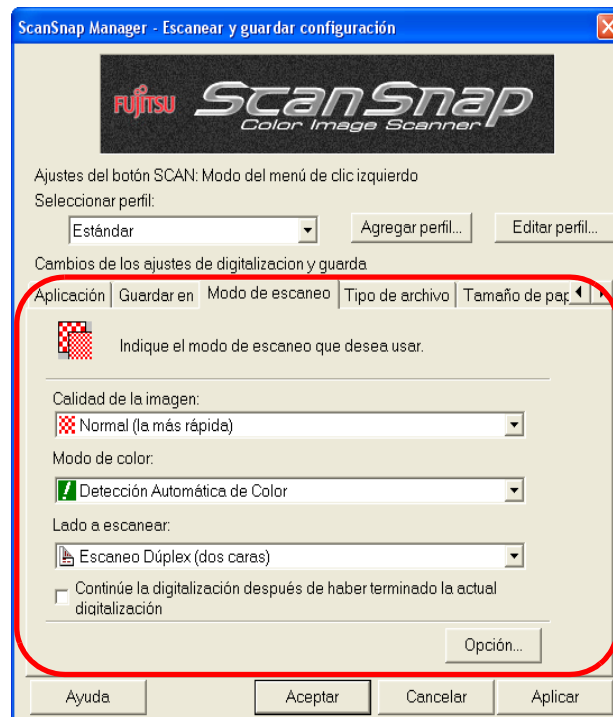 ScanSnap Manager - Escanear y guardar configuración
FUJITSU ScanSnap
Color Image Scanner
Ajustes del botón SCAN: Modo del menú de clic izquierdo
Seleccionar perfil:
Estándar
Agregar perfil...
Editar perfil...
Cambios de los ajustes de digitalizacion y guarda
Aplicación
Guardar en
Modo de escaneo
Tipo de archivo
Tamaño de pap
Indique el modo de escaneo que desea usar.
Calidad de la imagen:
Normal (la más rápida)
Modo de color:
Detección Automática de Color
Lado a escanear:
Escaneo Dúplex (dos caras)
Continúe la digitalización después de haber terminado la actual
digitalización
Opción...
Ayuda
Aceptar
Cancelar
Aplicar